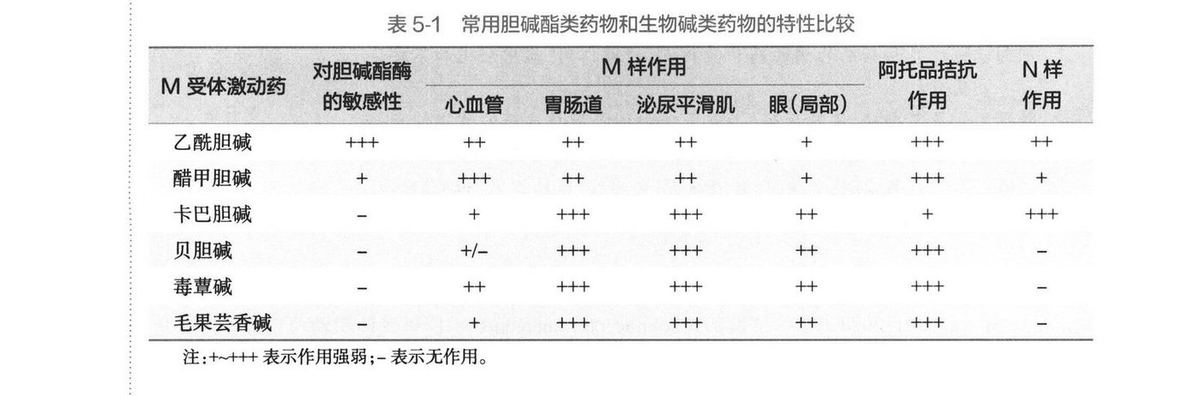 表 5-1 常用胆碱酯类药物和生物碱类药物的特性比较
M 受体激动药 对胆碱酯酶的敏感性 M 样作用 阿托品拮抗作用 N 样作用
心血管 胃肠道 泌尿平滑肌 眼(局部)
乙酰胆碱 +++ ++ ++ ++ + +++ ++
醋甲胆碱 + +++ ++ ++ + +++ +
卡巴胆碱 – + +++ +++ ++ + +++
贝胆碱 – +/– +++ +++ ++ +++ –
毒蕈碱 – ++ +++ +++ ++ +++ –
毛果芸香碱 – + +++ +++ ++ +++ –
注:+~+++ 表示作用强弱;– 表示无作用。